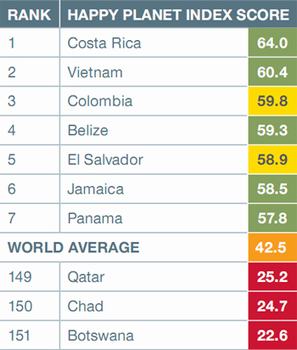 RANK HAPPY PLANET INDEX SCORE
1 Costa Rica 64.0
2 Vietnam 60.4
3 Colombia 59.8
4 Belize 59.3
5 El Salvador 58.9
6 Jamaica 58.5
7 Panama 57.8
WORLD AVERAGE 42.5
149 Qatar 25.2
150 Chad 24.7
151 Botswana 22.6